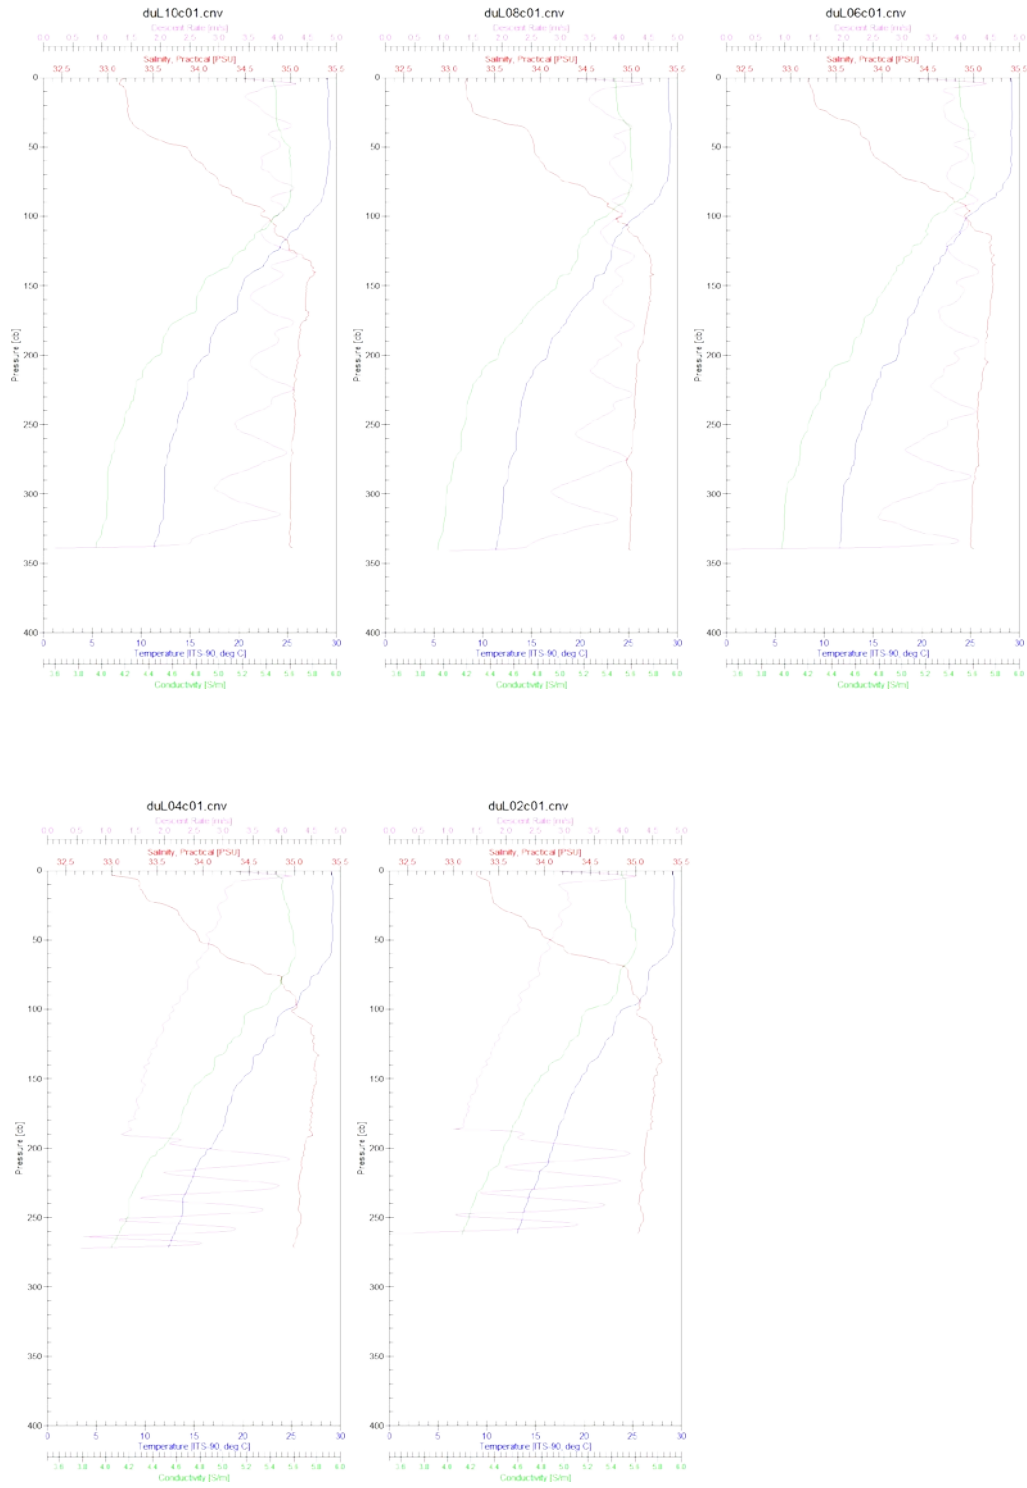 duL10c01.cnv
Descent Rate [m/s]
0.0 0.5 1.0 1.5 2.0 2.5 3.0 3.5 4.0 4.5 5.0
Salinity, Practical [PSU]
32.5 33.0 33.5 34.0 34.5 35.0 35.5
0
50
100
150
200
250
300
350
400
Pressure [db]
0 5 10 15 20 25 30
Temperature [ITS-90, deg C]
3.6 3.8 4.0 4.2 4.4 4.6 4.8 5.0 5.2 5.4 5.6 5.8 6.0
Conductivity [S/m]
duL08c01.cnv
Descent Rate [m/s]
0.0 0.5 1.0 1.5 2.0 2.5 3.0 3.5 4.0 4.5 5.0
Salinity, Practical [PSU]
32.5 33.0 33.5 34.0 34.5 35.0 35.5
0
50
100
150
200
250
300
350
400
Pressure [db]
0 5 10 15 20 25 30
Temperature [ITS-90, deg C]
3.6 3.8 4.0 4.2 4.4 4.6 4.8 5.0 5.2 5.4 5.6 5.8 6.0
Conductivity [S/m]
duL06c01.cnv
Descent Rate [m/s]
0.0 0.5 1.0 1.5 2.0 2.5 3.0 3.5 4.0 4.5 5.0
Salinity, Practical [PSU]
32.5 33.0 33.5 34.0 34.5 35.0 35.5
0
50
100
150
200
250
300
350
400
Pressure [db]
0 5 10 15 20 25 30
Temperature [ITS-90, deg C]
3.6 3.8 4.0 4.2 4.4 4.6 4.8 5.0 5.2 5.4 5.6 5.8 6.0
Conductivity [S/m]
duL04c01.cnv
Descent Rate [m/s]
0.0 0.5 1.0 1.5 2.0 2.5 3.0 3.5 4.0 4.5 5.0
Salinity, Practical [PSU]
32.5 33.0 33.5 34.0 34.5 35.0 35.5
0
50
100
150
200
250
300
350
400
Pressure [db]
0 5 10 15 20 25 30
Temperature [ITS-90, deg C]
3.6 3.8 4.0 4.2 4.4 4.6 4.8 5.0 5.2 5.4 5.6 5.8 6.0
Conductivity [S/m]
duL02c01.cnv
Descent Rate [m/s]
0.0 0.5 1.0 1.5 2.0 2.5 3.0 3.5 4.0 4.5 5.0
Salinity, Practical [PSU]
32.5 33.0 33.5 34.0 34.5 35.0 35.5
0
50
100
150
200
250
300
350
400
Pressure [db]
0 5 10 15 20 25 30
Temperature [ITS-90, deg C]
3.6 3.8 4.0 4.2 4.4 4.6 4.8 5.0 5.2 5.4 5.6 5.8 6.0
Conductivity [S/m]